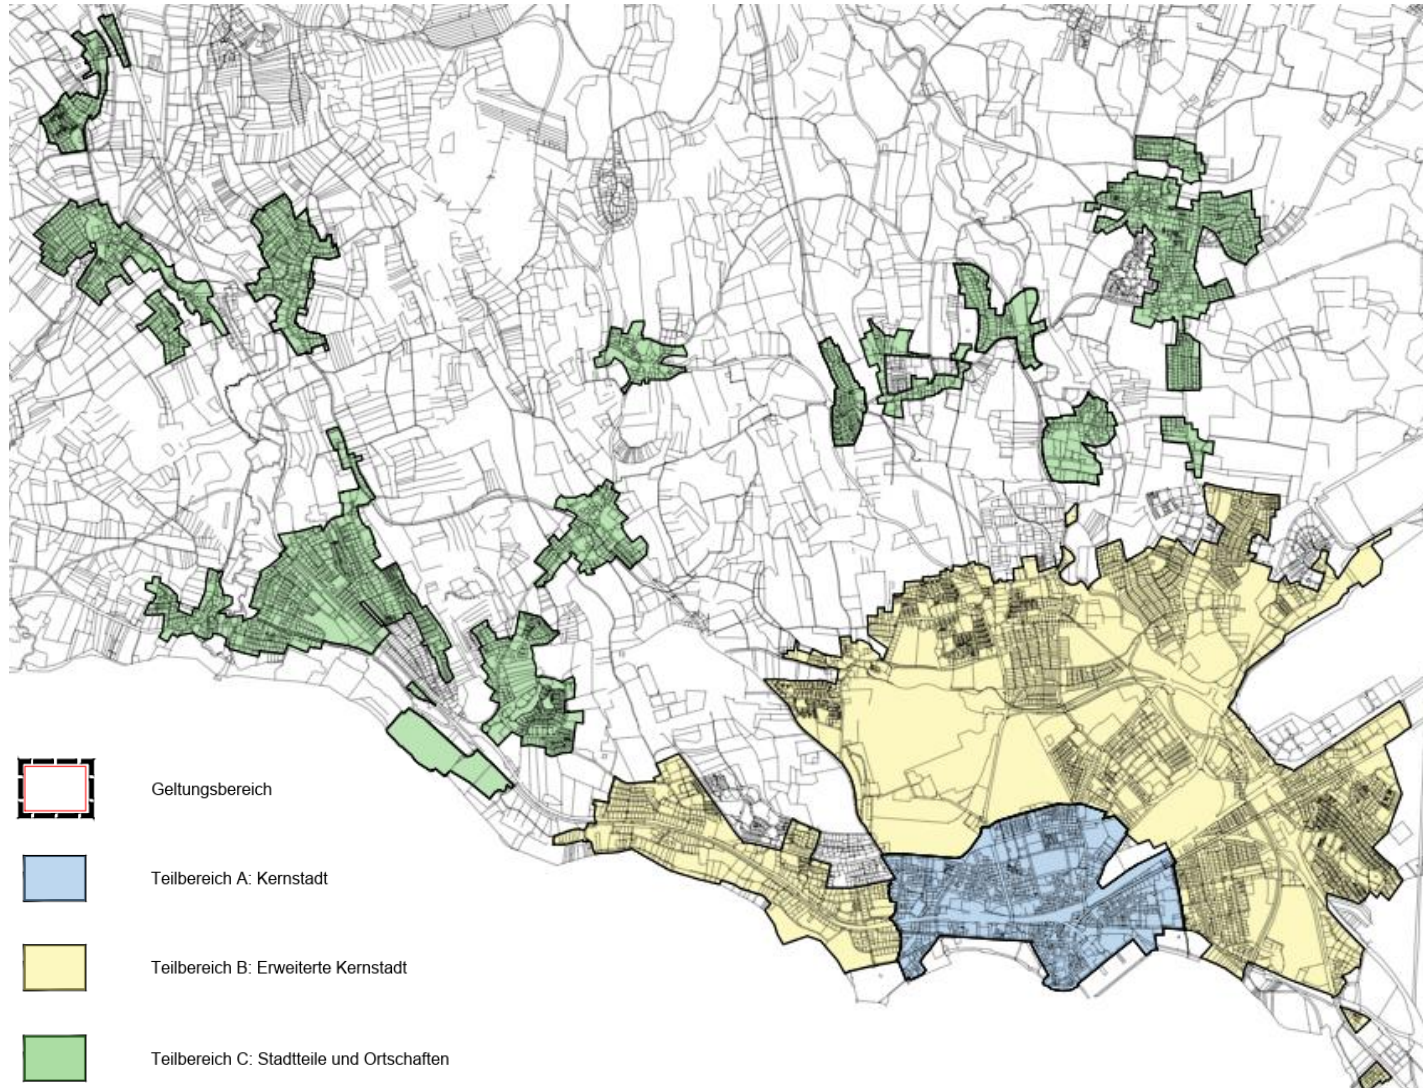 Geltungsbereich
Teilbereich A: Kernstadt
Teilbereich B: Erweiterte Kernstadt
Teilbereich C: Stadtteile und Ortschaften